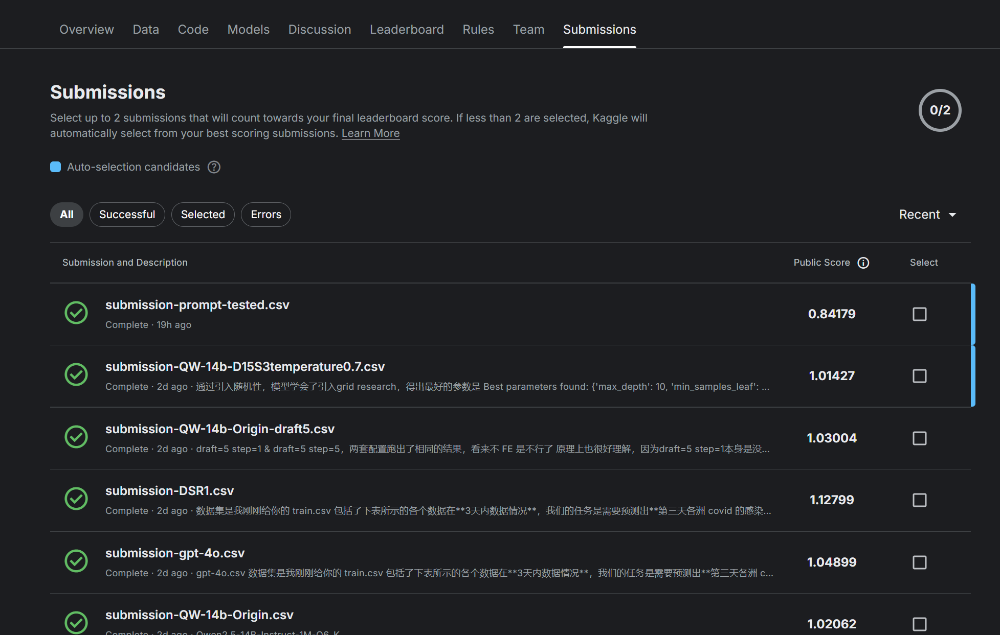 Overview Data Code Models Discussion Leaderboard Rules Team Submissions
Submissions
Select up to 2 submissions that will count towards your final leaderboard score. If less than 2 are selected, Kaggle will
automatically select from your best scoring submissions. Learn More
0/2
Auto-selection candidates
All Successful Selected Errors
Recent
Submission and Description Public Score Select
submission-prompt-tested.csv
Complete · 19h ago
0.84179
submission-QW-14b-D15S3temperature0.7.csv
Complete · 2d ago · 通过引入随机性，模型学会了引入grid research，得出最好的参数是 Best parameters found: {'max_depth': 10, 'min_samples_leaf': ...
1.01427
submission-QW-14b-Origin-draft5.csv
Complete · 2d ago · draft=5 step=1 & draft=5 step=5，两套配置跑出了相同的结果，看来不 FE 是不行了 原理上也很好理解，因为draft=5 step=1本身是没...
1.03004
submission-DSR1.csv
Complete · 2d ago · 数据集是我刚刚给你的 train.csv 包括了下表所示的各个数据在**3天内数据情况**，我们的任务是需要预测出**第三天各洲 covid 的感染...
1.12799
submission-gpt-4o.csv
Complete · 2d ago · gpt-4o.csv 数据集是我刚刚给你的 train.csv 包括了下表所示的各个数据在**3天内数据情况**，我们的任务是需要预测出**第三天各洲 c...
1.04899
submission-QW-14b-Origin.csv
Complete · 2d ago · Qwen2.5-14B-Instruct-1M-Q6_K
1.02062